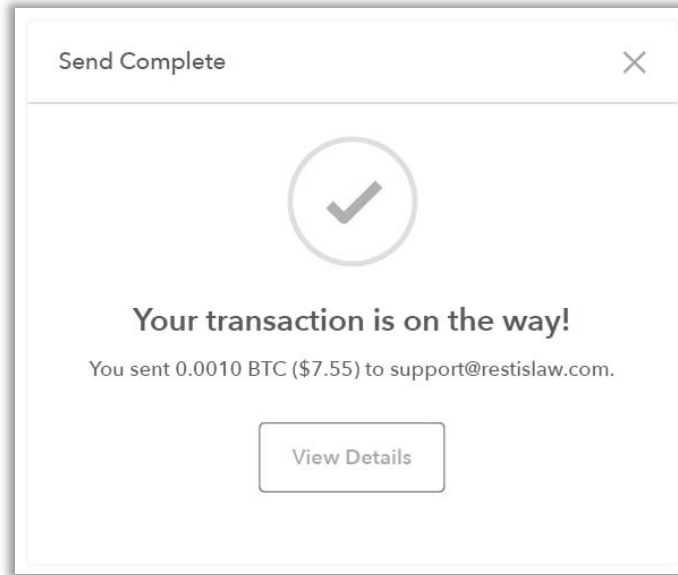 Send Complete
Your transaction is on the way!
You sent 0.0010 BTC ($7.55) to support@restislaw.com.
View Details